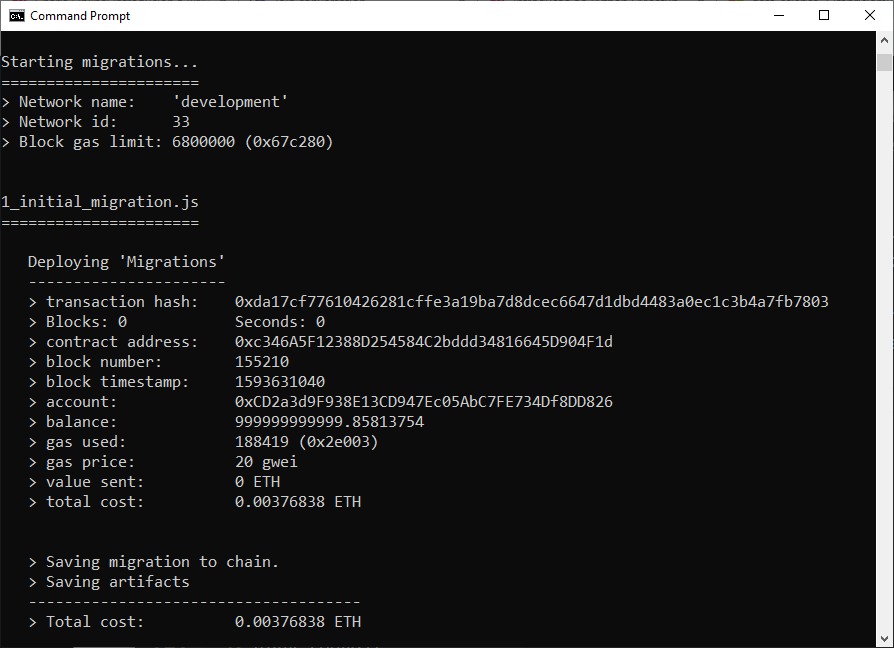 Command Prompt
Starting migrations...
======================
> Network name:    'development'
> Network id:      33
> Block gas limit: 6800000 (0x67c280)
1_initial_migration.js
======================
Deploying 'Migrations'
----------------------
> transaction hash:    0xda17cf77610426281cffe3a19ba7d8dcec6647d1dbd4483a0ec1c3b4a7fb7803
> Blocks: 0            Seconds: 0
> contract address:    0xc346A5F12388D254584C2bddd34816645D904F1d
> block number:        155210
> block timestamp:     1593631040
> account:             0xCD2a3d9F938E13CD947Ec05AbC7FE734Df8DD826
> balance:             999999999999.85813754
> gas used:            188419 (0x2e003)
> gas price:           20 gwei
> value sent:          0 ETH
> total cost:          0.00376838 ETH
> Saving migration to chain.
> Saving artifacts
-------------------------------------
> Total cost:          0.00376838 ETH